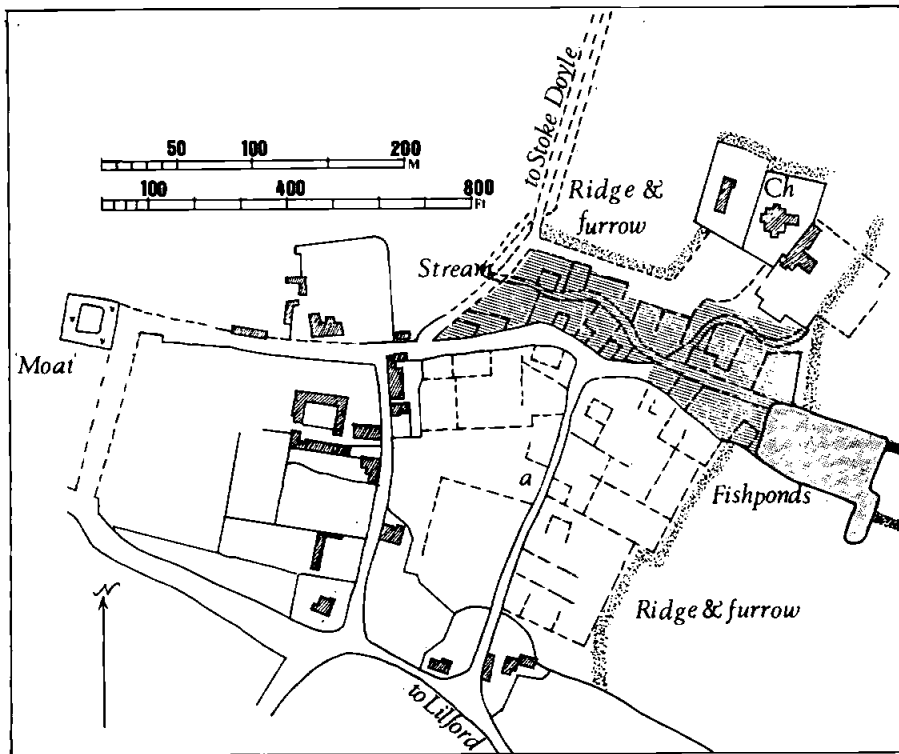 50 100 200
M
100 400 800
Ft
to Stoke Doyle
Ridge &
furrow
Ch
Stream
'Moat'
a
Fishponds
Ridge & furrow
N
to Lilford